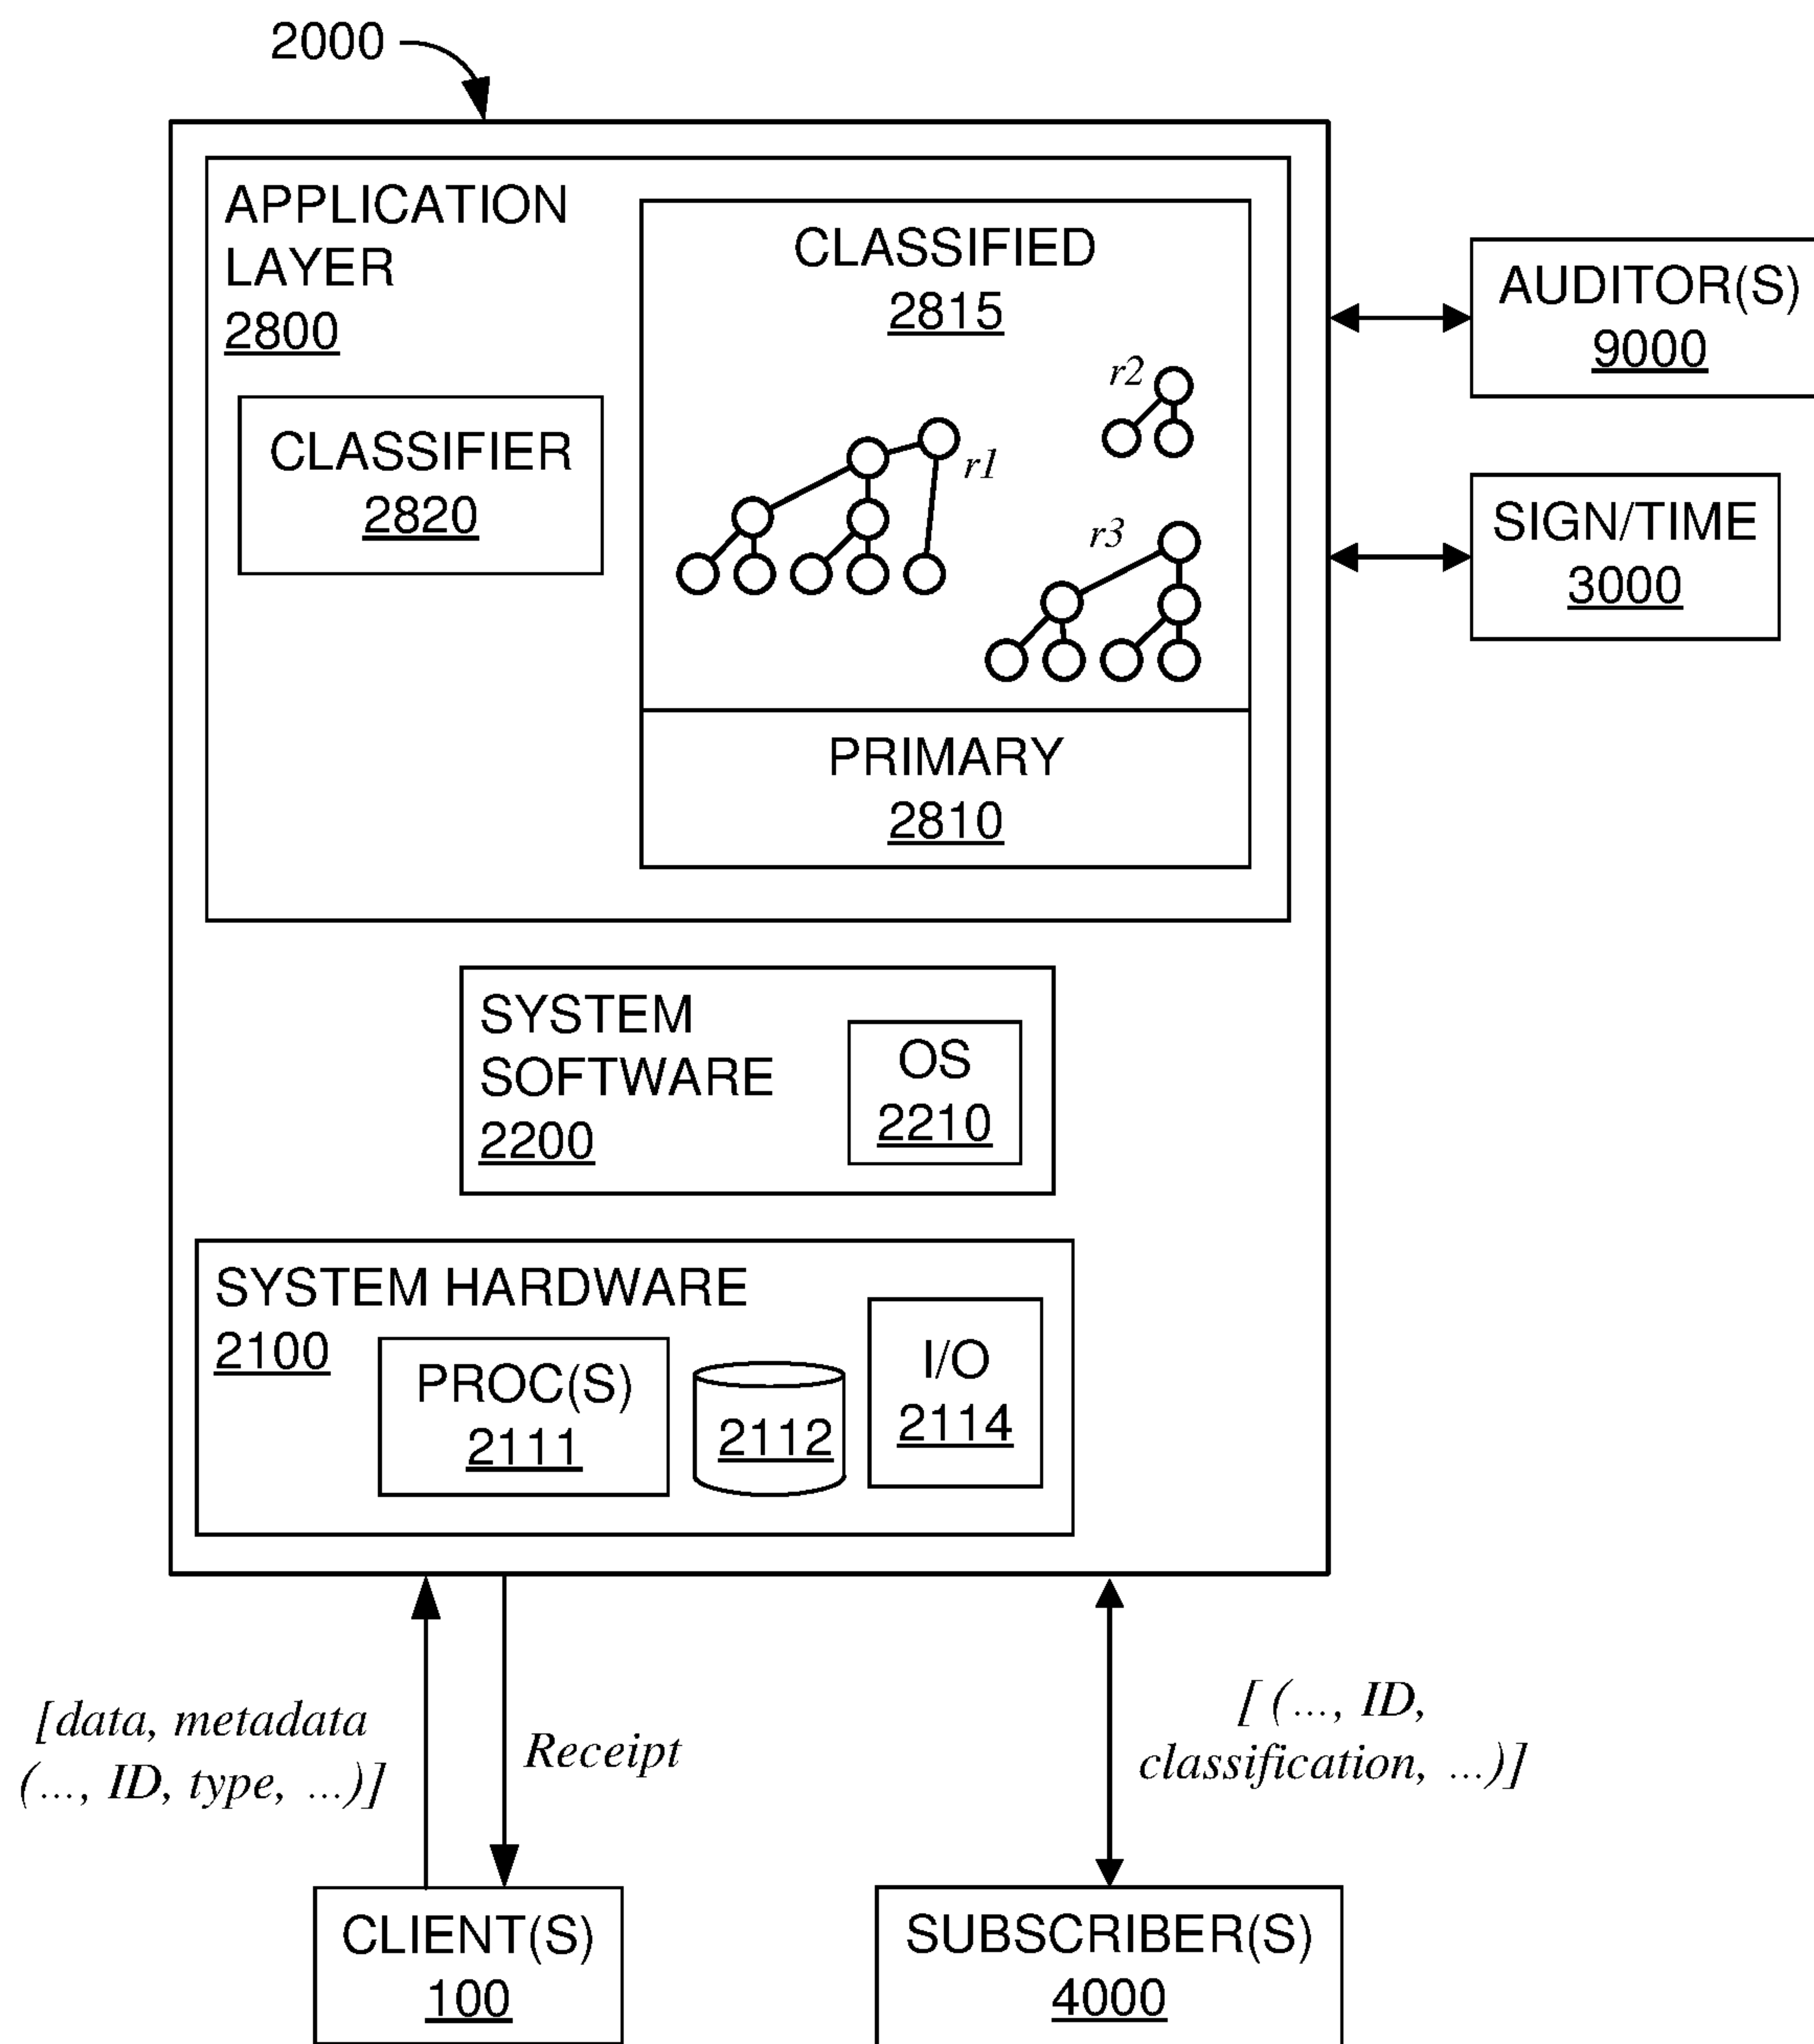 2000
APPLICATION
LAYER
2800
CLASSIFIER
2820
CLASSIFIED
2815
r1
r2
r3
PRIMARY
2810
AUDITOR(S)
9000
SIGN/TIME
3000
SYSTEM
SOFTWARE
2200
OS
2210
SYSTEM HARDWARE
2100
PROC(S)
2111
2112
I/O
2114
[data, metadata
(..., ID, type, ...)]
Receipt
[ (..., ID,
classification, ...)]
CLIENT(S)
100
SUBSCRIBER(S)
4000